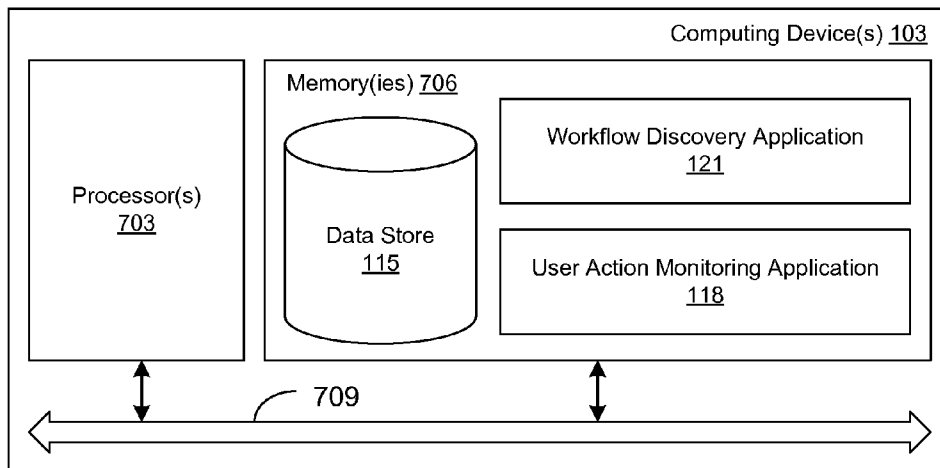 Computing Device(s) 103
Processor(s)
703
Memory(ies) 706
Data Store
115
Workflow Discovery Application
121
User Action Monitoring Application
118
709